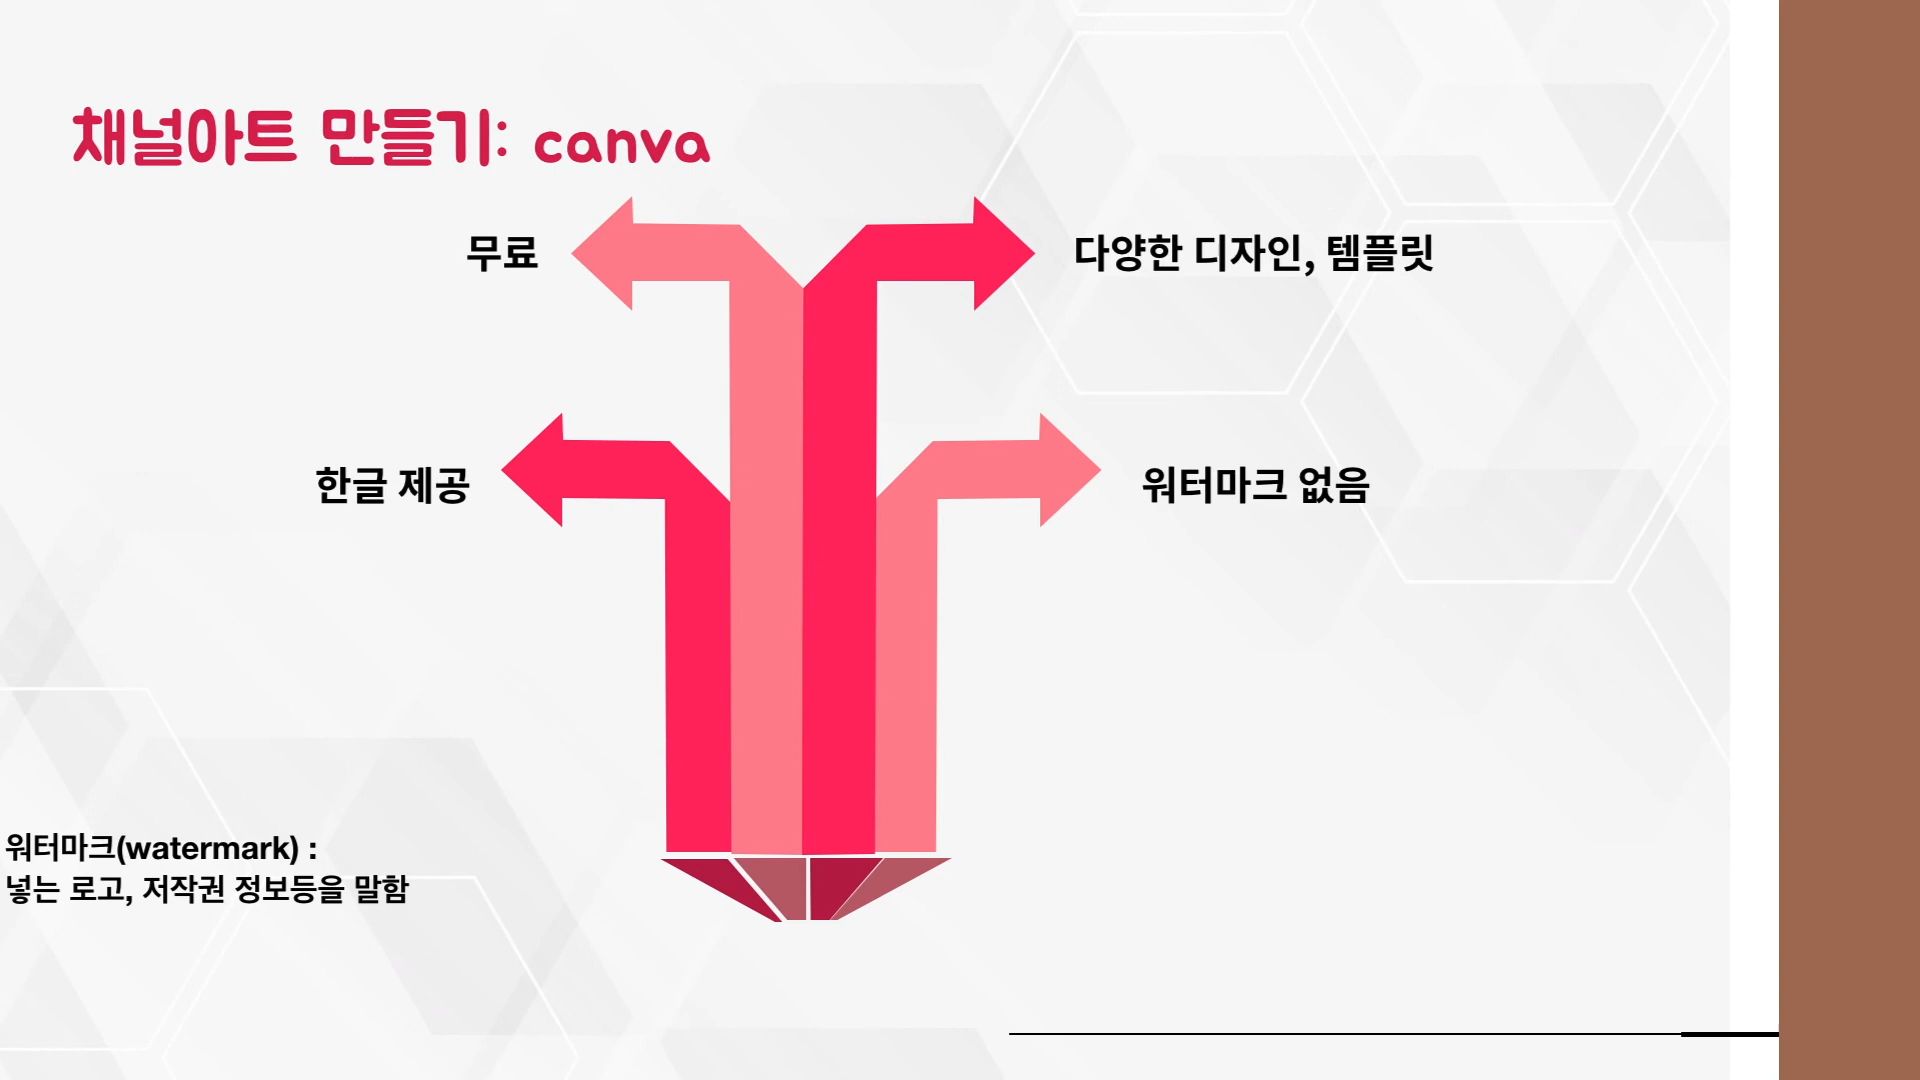 채널아트 만들기: canva
무료
다양한 디자인, 템플릿
한글 제공
워터마크 없음
워터마크(watermark) :
넣는 로고, 저작권 정보등을 말함